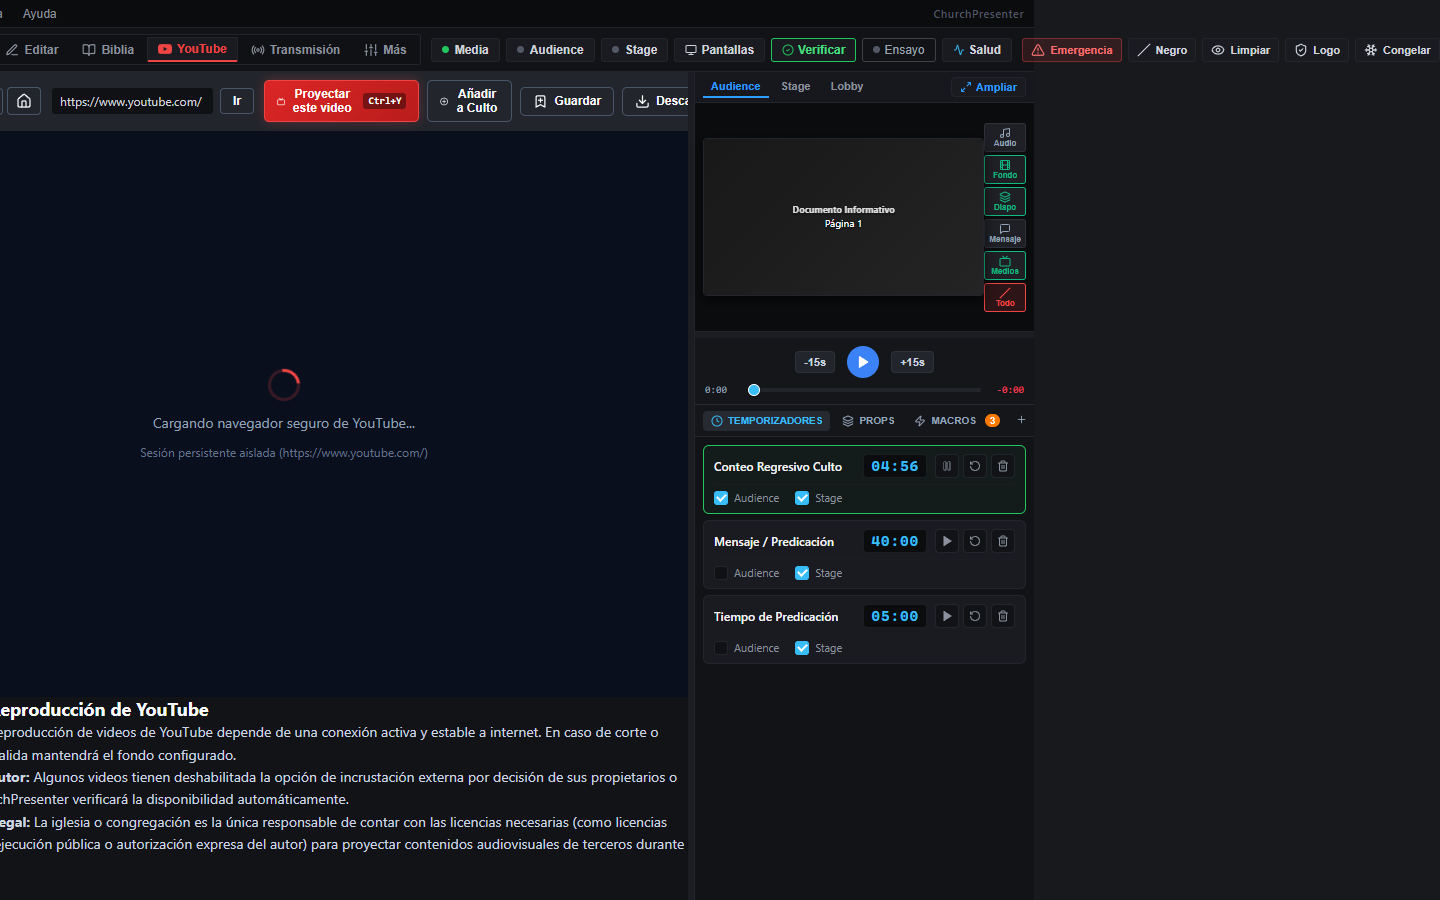 Ayuda
ChurchPresenter
Editar
Biblia
YouTube
Transmisión
Más
Media
Audience
Stage
Pantallas
Verificar
Ensayo
Salud
Emergencia
Negro
Limpiar
Logo
Congelar
https://www.youtube.com/
Ir
Proyectar
este video
Ctrl+Y
Añadir
a Culto
Guardar
Desca
Audience
Stage
Lobby
Ampliar
Documento Informativo
Página 1
Audio
Fondo
Diapo
Mensaje
Medios
Todo
-15s
+15s
0:00
-0:00
TEMPORIZADORES
PROPS
MACROS
3
+
Conteo Regresivo Culto
04:56
Audience
Stage
Mensaje / Predicación
40:00
Audience
Stage
Tiempo de Predicación
05:00
Audience
Stage
Cargando navegador seguro de YouTube...
Sesión persistente aislada (https://www.youtube.com/)
eproducción de YouTube
eproducción de videos de YouTube depende de una conexión activa y estable a internet. En caso de corte o
alida mantendrá el fondo configurado.
utor: Algunos videos tienen deshabilitada la opción de incrustación externa por decisión de sus propietarios o
chPresenter verificará la disponibilidad automáticamente.
egal: La iglesia o congregación es la única responsable de contar con las licencias necesarias (como licencias
jecución pública o autorización expresa del autor) para proyectar contenidos audiovisuales de terceros durante